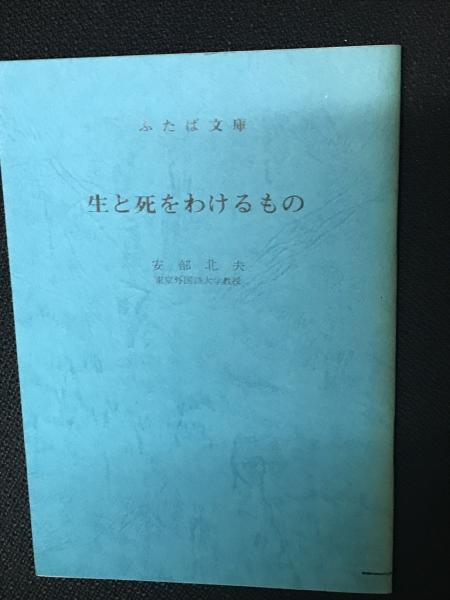 ふたば文庫
生と死をわけるもの
安部北夫
東京外国語大学教授